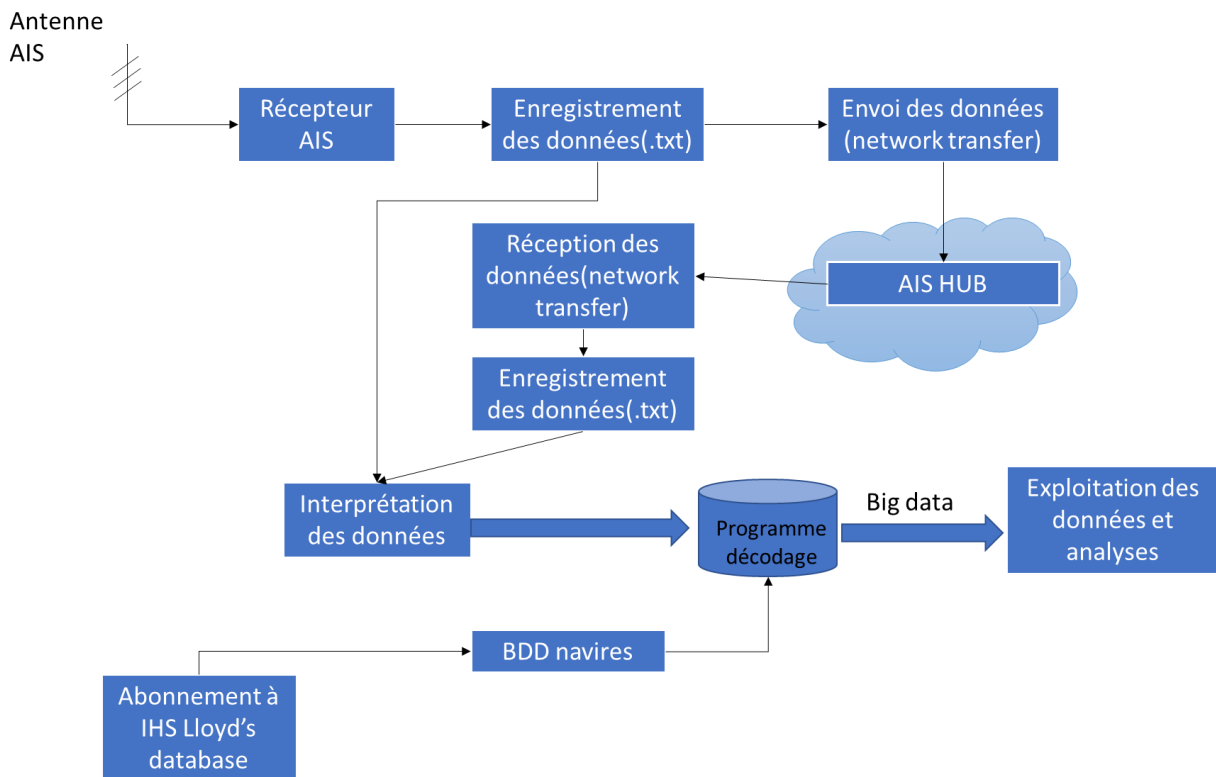 Antenne
AIS
Récepteur
AIS
Enregistrement
des données(.txt)
Envoi des données
(network transfer)
Réception des
données(network
transfer)
AIS HUB
Enregistrement
des données(.txt)
Interprétation
des données
Programme
décodage
Big data
Exploitation des
données et
analyses
BDD navires
Abonnement à
IHS Lloyd’s
database